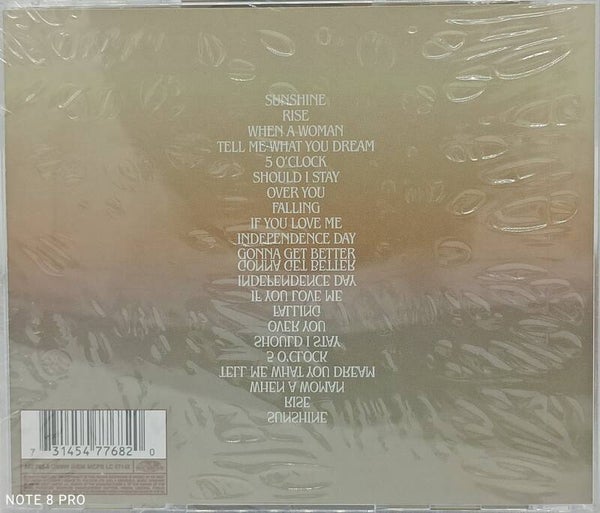 SUNSHINE
RISE
WHEN A WOMAN
TELL ME WHAT YOU DREAM
5 O'CLOCK
SHOULD I STAY
OVER YOU
FALLING
IF YOU LOVE ME
INDEPENDENCE DAY
GONNA GET BETTER
GONNA GET BETTER
INDEPENDENCE DAY
IF YOU LOVE ME
FALLING
OVER YOU
SHOULD I STAY
5 O'CLOCK
TELL ME WHAT YOU DREAM
WHEN A WOMAN
RISE
SUNSHINE
7 31454 77682 0
NOTE 8 PRO